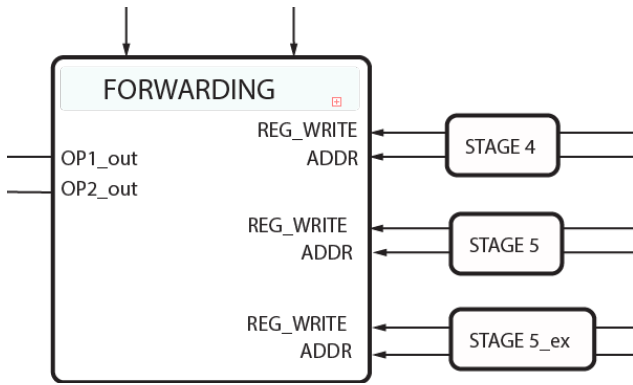 FORWARDING
REG_WRITE
ADDR
STAGE 4
OP1_out
OP2_out
REG_WRITE
ADDR
STAGE 5
REG_WRITE
ADDR
STAGE 5_ex